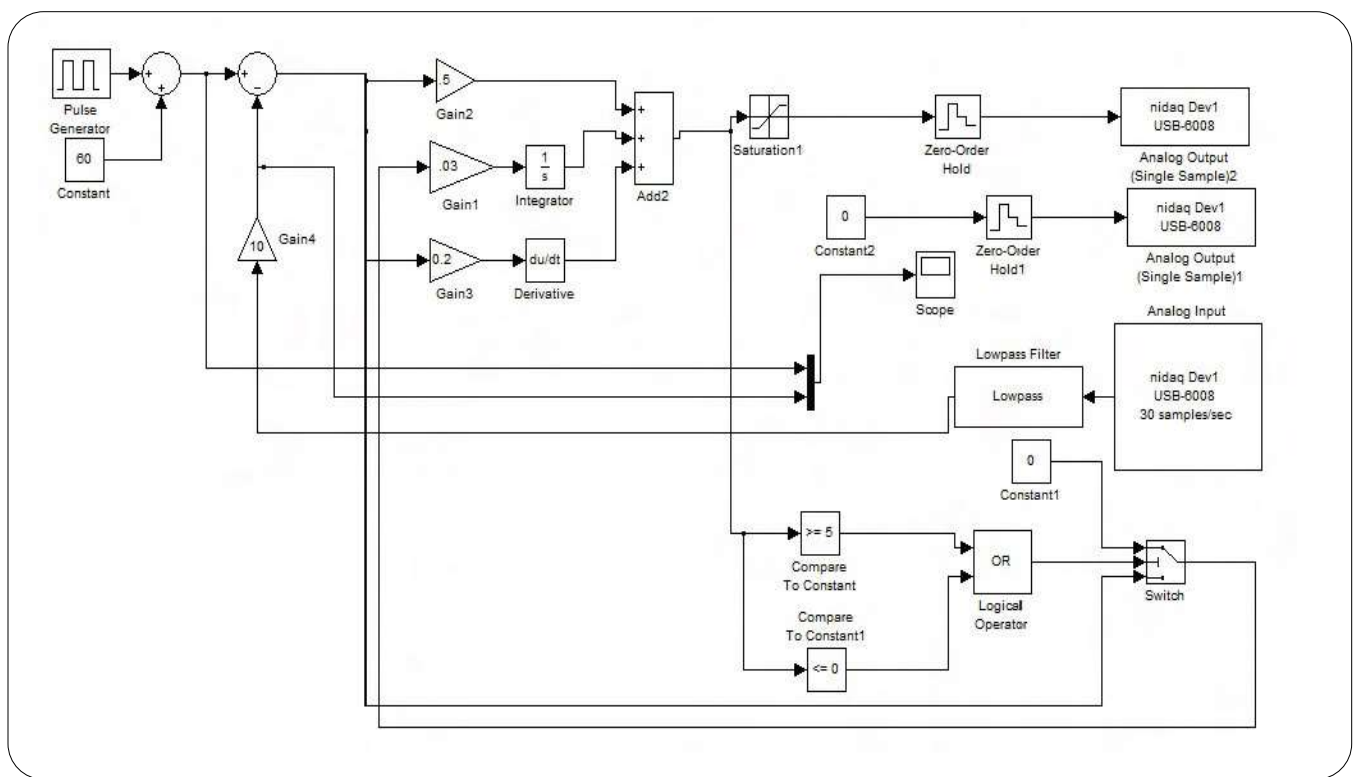 Pulse
Generator
60
Constant
+
+
+
−
10
Gain4
.5
Gain2
.03
Gain1
1
s
Integrator
0.2
Gain3
du/dt
Derivative
+
+
+
Add2
Saturation1
Zero-Order
Hold
nidaq Dev1
USB-6008
Analog Output
(Single Sample)2
0
Constant2
Zero-Order
Hold1
nidaq Dev1
USB-6008
Analog Output
(Single Sample)1
Scope
Analog Input
nidaq Dev1
USB-6008
30 samples/sec
Lowpass Filter
Lowpass
0
Constant1
>= 5
Compare
To Constant
OR
Logical
Operator
Switch
Compare
To Constant1
<= 0